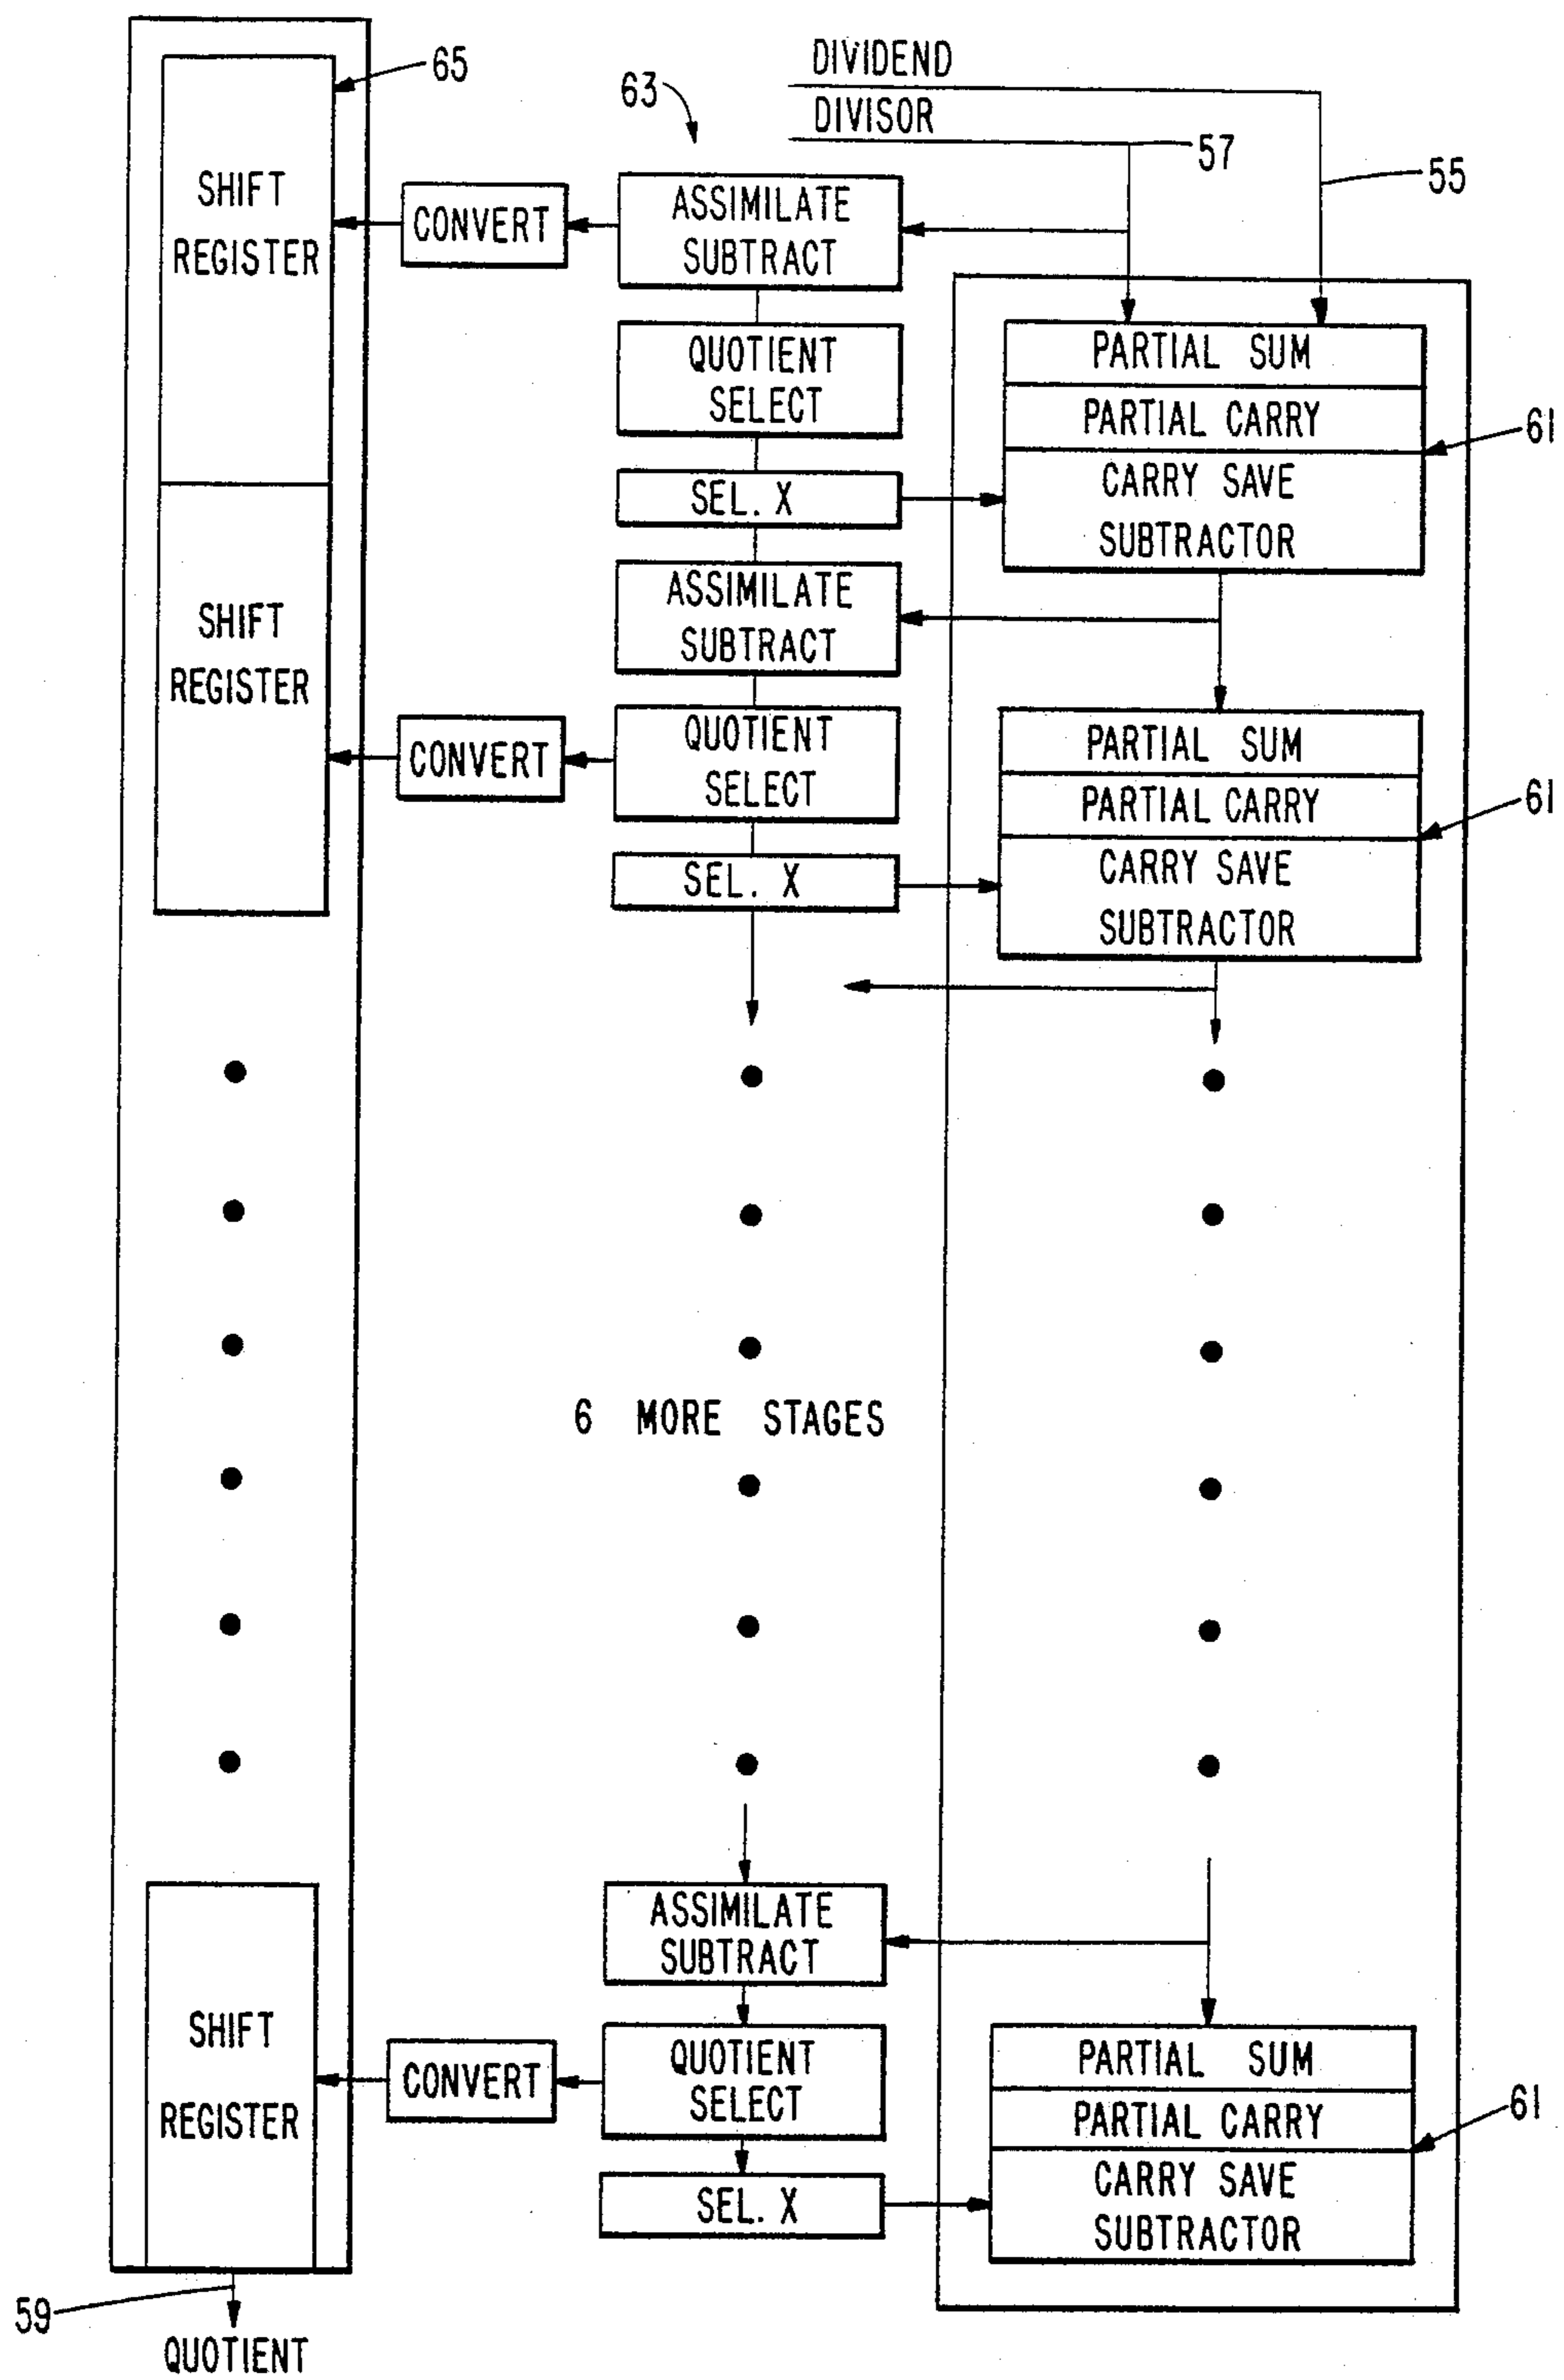 65
63
DIVIDEND
DIVISOR
57
55
SHIFT
REGISTER
CONVERT
ASSIMILATE
SUBTRACT
QUOTIENT
SELECT
SEL. X
PARTIAL SUM
PARTIAL CARRY
CARRY SAVE
SUBTRACTOR
61
SHIFT
REGISTER
ASSIMILATE
SUBTRACT
CONVERT
QUOTIENT
SELECT
SEL. X
PARTIAL SUM
PARTIAL CARRY
CARRY SAVE
SUBTRACTOR
61
6 MORE STAGES
ASSIMILATE
SUBTRACT
SHIFT
REGISTER
CONVERT
QUOTIENT
SELECT
SEL. X
PARTIAL SUM
PARTIAL CARRY
CARRY SAVE
SUBTRACTOR
61
59
QUOTIENT